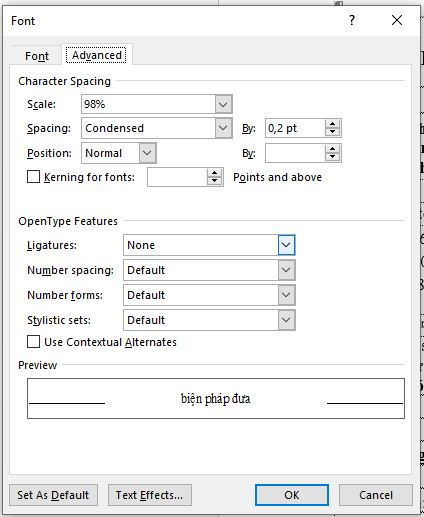 Font
? ×
Font Advanced
Character Spacing
Scale: 98%
Spacing: Condensed By: 0,2 pt
Position: Normal By:
Kerning for fonts: Points and above
OpenType Features
Ligatures: None
Number spacing: Default
Number forms: Default
Stylistic sets: Default
Use Contextual Alternates
Preview
biện pháp đưa
Set As Default Text Effects... OK Cancel